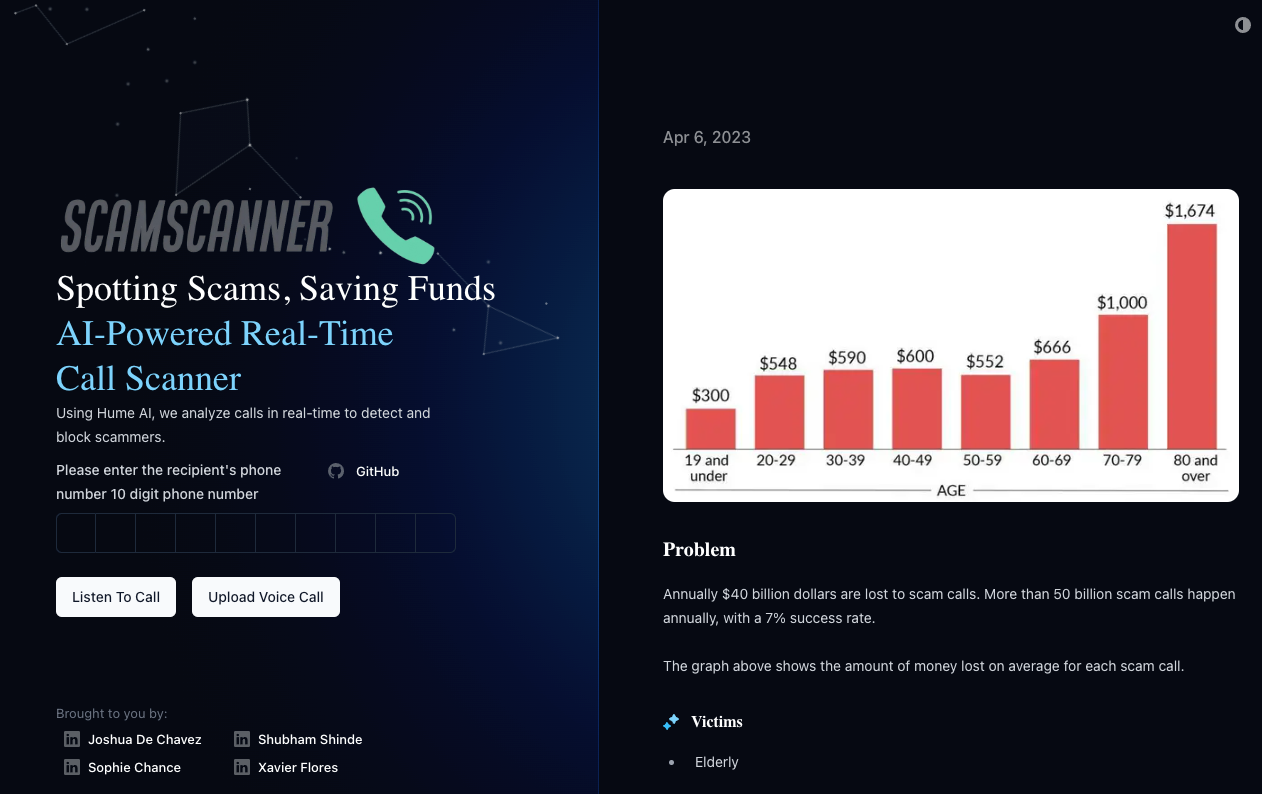 SCAMSCANNER
Spotting Scams, Saving Funds
AI-Powered Real-Time
Call Scanner
Using Hume AI, we analyze calls in real-time to detect and
block scammers.
Please enter the recipient's phone
number 10 digit phone number
GitHub
Listen To Call
Upload Voice Call
Brought to you by:
Joshua De Chavez
Shubham Shinde
Sophie Chance
Xavier Flores
Apr 6, 2023
$300
$548
$590
$600
$552
$666
$1,000
$1,674
19 and
under
20-29
30-39
40-49
50-59
60-69
70-79
80 and
over
AGE
Problem
Annually $40 billion dollars are lost to scam calls. More than 50 billion scam calls happen
annually, with a 7% success rate.
The graph above shows the amount of money lost on average for each scam call.
Victims
Elderly